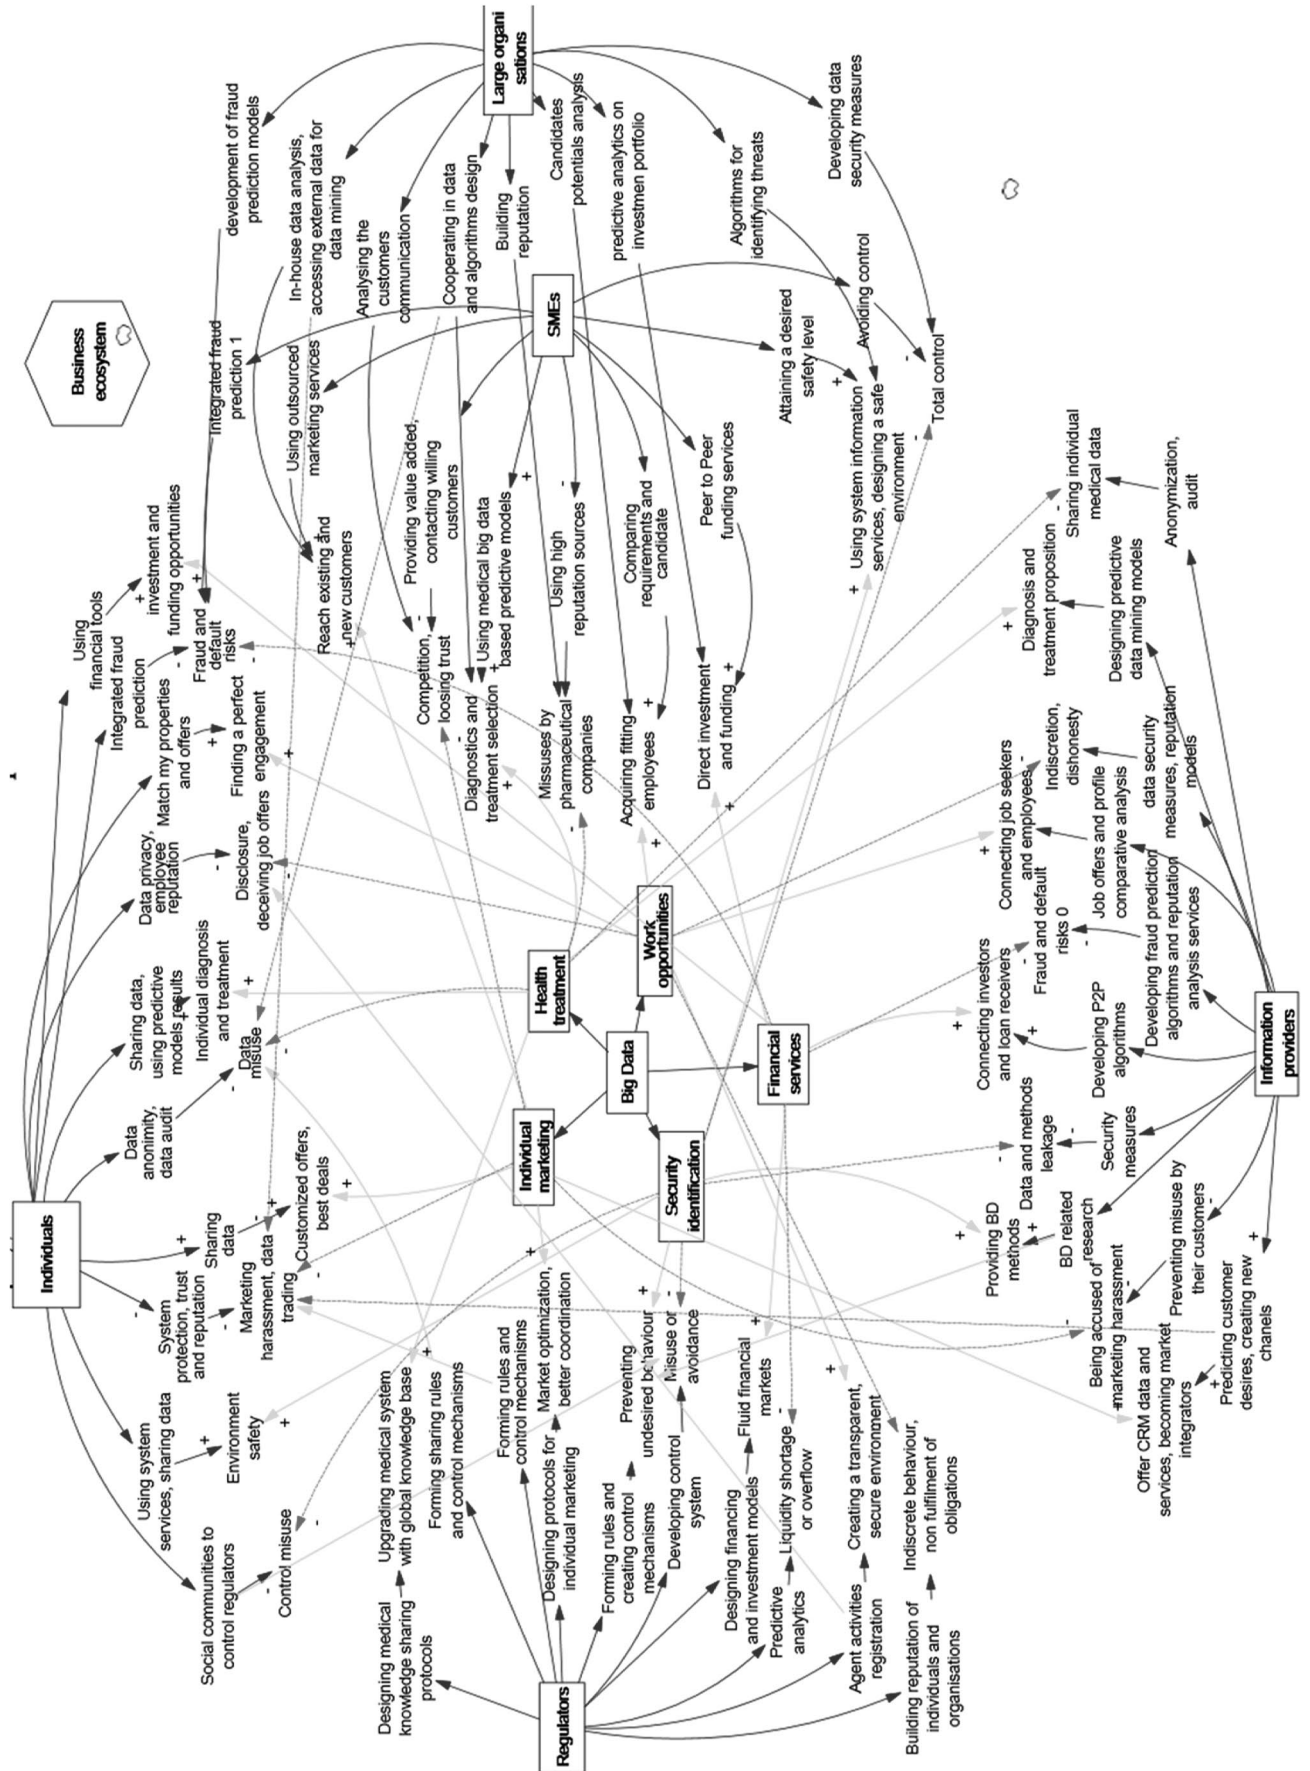 Business
ecosystem
Large organi
sations
development of fraud
prediction models
In-house data analysis,
accessing external data for
data mining
Analysing the
customers
communication
Cooperating in data
and algorithms design
Building
reputation
Candidates
potentials analysis
predictive analytics on
investmen portfolio
Algorithms for
identifying threats
Developing data
security measures
SMEs
Integrated fraud
prediction 1
Using outsourced
marketing services
Providing value added,
contacting willing
customers
Using medical big data
based predictive models
Using high
reputation sources
Comparing
requirements and
candidate
Peer to Peer
funding services
Attaining a desired
safety level
Avoiding control
Reach existing and
new customers
Competition,
loosing trust
Diagnostics and
treatment selection
Missuses by
pharmaceutical
companies
Acquiring fitting
employees
Direct investment
and funding
Using system information
services, designing a safe
environment
Total control
Individuals
Using
financial tools
investment and
funding opportunities
Integrated fraud
prediction
Fraud and
default
risks
Match my properties
and offers
Finding a perfect
engagement
Data privacy,
employee
reputation
Disclosure,
deceiving job offers
Sharing data,
using predictive
models results
Individual diagnosis
and treatment
Data
anonimity,
data audit
Data
misuse
Sharing
data
Customized offers,
best deals
System
protection, trust
and reputation
Marketing
harassment, data
trading
Using system
services, sharing data
Environment
safety
Social communities to
control regulators
Control misuse
Big Data
Health
treatment
Work
opportunities
Individual
marketing
Security
identification
Financial
services
Regulators
Designing medical
knowledge sharing
protocols
Upgrading medical system
with global knowledge base
Forming sharing rules
and control mechanisms
Forming rules and
control mechanisms
Designing protocols for
individual marketing
Market optimization,
better coordination
Forming rules and
creating control
mechanisms
Preventing
undesired behaviour
Developing control
system
Misuse or
avoidance
Designing financing
and investment models
Fluid financial
markets
Predictive
analytics
Liquidity shortage
or overflow
Agent activities
registration
Creating a transparent,
secure environment
Building reputation of
individuals and
organisations
Indiscrete behaviour,
non fulfilment of
obligations
Information
providers
Anonymization,
audit
Sharing individual
medical data
Designing predictive
data mining models
Diagnosis and
treatment proposition
data security
measures, reputation
models
Indiscretion,
dishonesty
Job offers and profile
comparative analysis
Connecting job seekers
and employees
Developing fraud prediction
algorithms and reputation
analysis services
Fraud and default
risks 0
Developing P2P
algorithms
Connecting investors
and loan receivers
Security
measures
Data and methods
leakage
BD related
research
Providing BD
methods
Preventing misuse by
their customers
Being accused of
marketing harassment
Predicting customer
desires, creating new
chanels
Offer CRM data and
services, becoming market
integrators